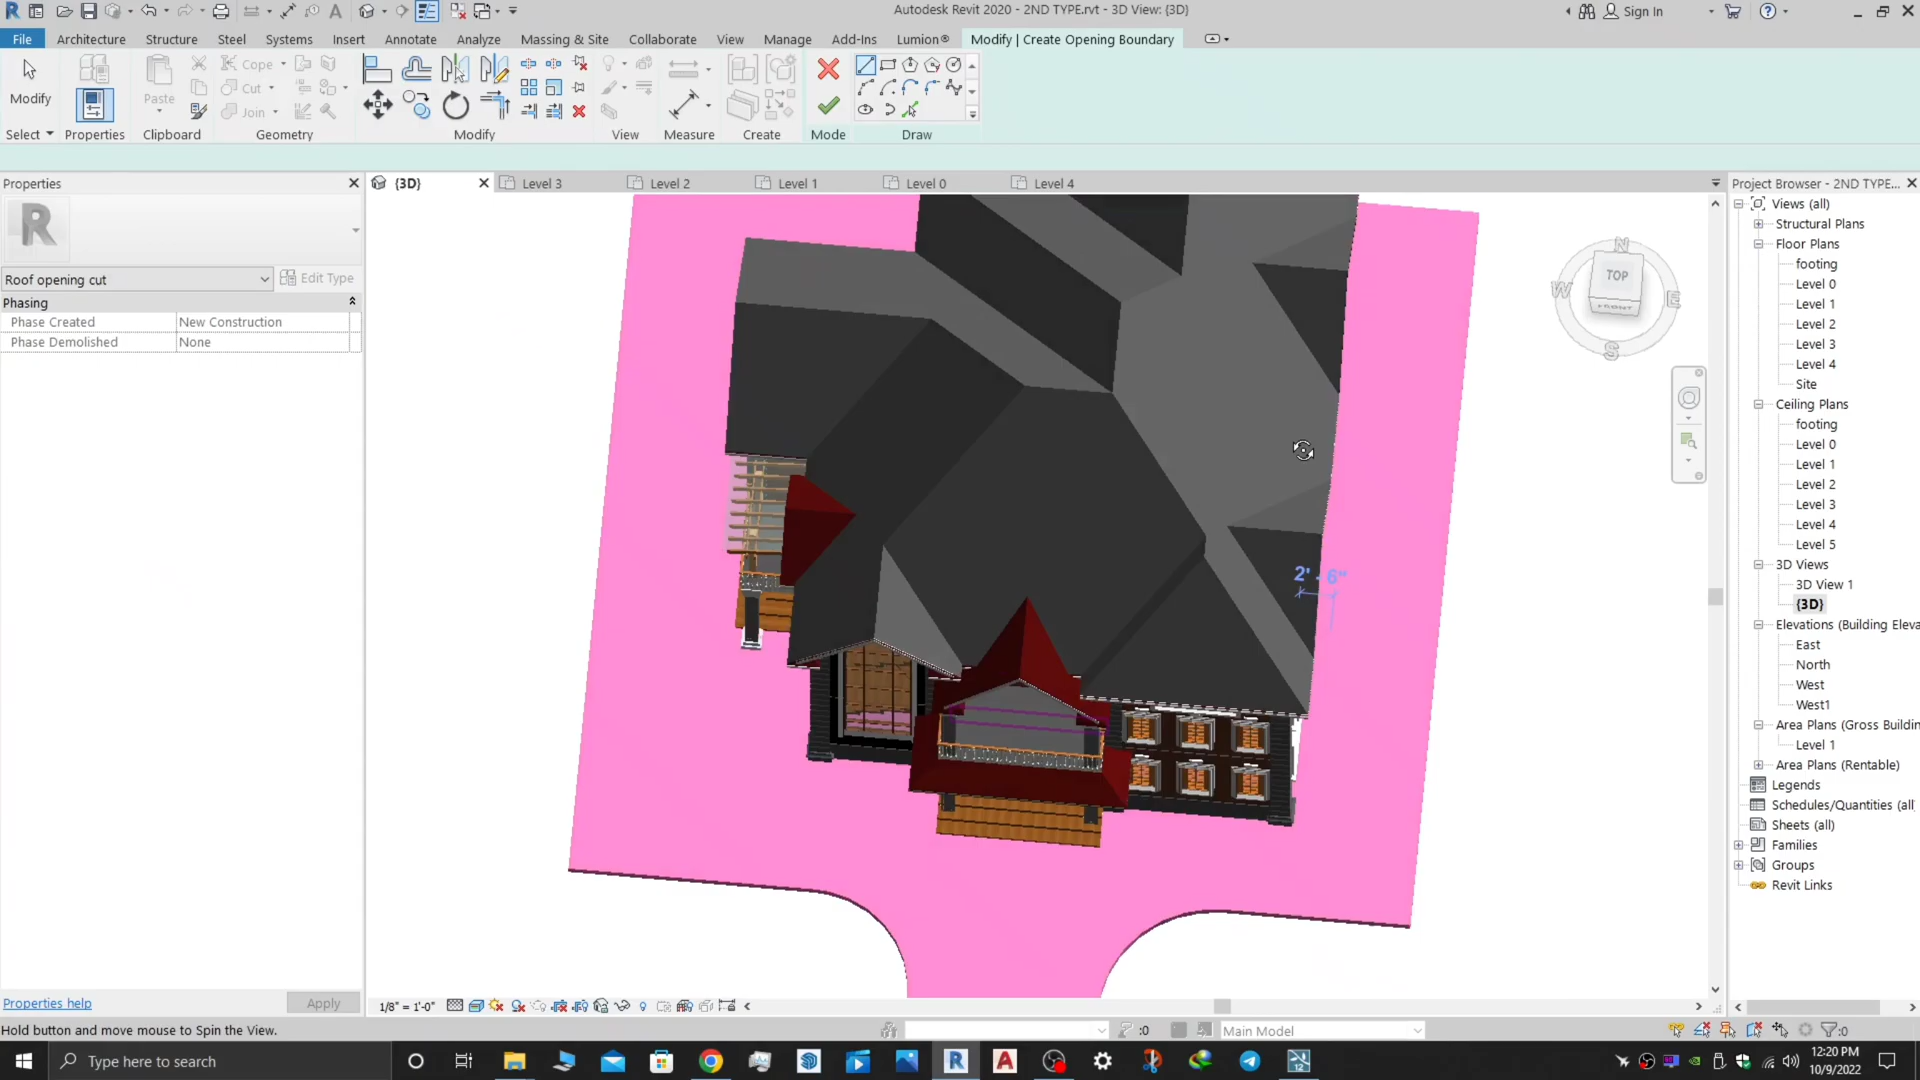 Autodesk Revit 2020 - 2ND TYPE.rvt - 3D View: {3D}
Sign In
File
Architecture
Structure
Steel
Systems
Insert
Annotate
Analyze
Massing & Site
Collaborate
View
Manage
Add-Ins
Lumion®
Modify | Create Opening Boundary
Modify
Paste
Cope
Cut
Join
Select
Properties
Clipboard
Geometry
Modify
View
Measure
Create
Mode
Draw
Properties
{3D}
Level 3
Level 2
Level 1
Level 0
Level 4
Project Browser - 2ND TYPE...
R
Roof opening cut
Edit Type
Phasing
Phase Created
New Construction
Phase Demolished
None
Properties help
Apply
N
W
E
S
TOP
FRONT
2' - 6"
Views (all)
Structural Plans
Floor Plans
footing
Level 0
Level 1
Level 2
Level 3
Level 4
Site
Ceiling Plans
footing
Level 0
Level 1
Level 2
Level 3
Level 4
Level 5
3D Views
3D View 1
{3D}
Elevations (Building Eleva
East
North
West
West1
Area Plans (Gross Buildin
Level 1
Area Plans (Rentable)
Legends
Schedules/Quantities (all
Sheets (all)
Families
Groups
Revit Links
1/8" = 1'-0"
Hold button and move mouse to Spin the View.
:0
Main Model
:0
Type here to search
12:20 PM
10/9/2022